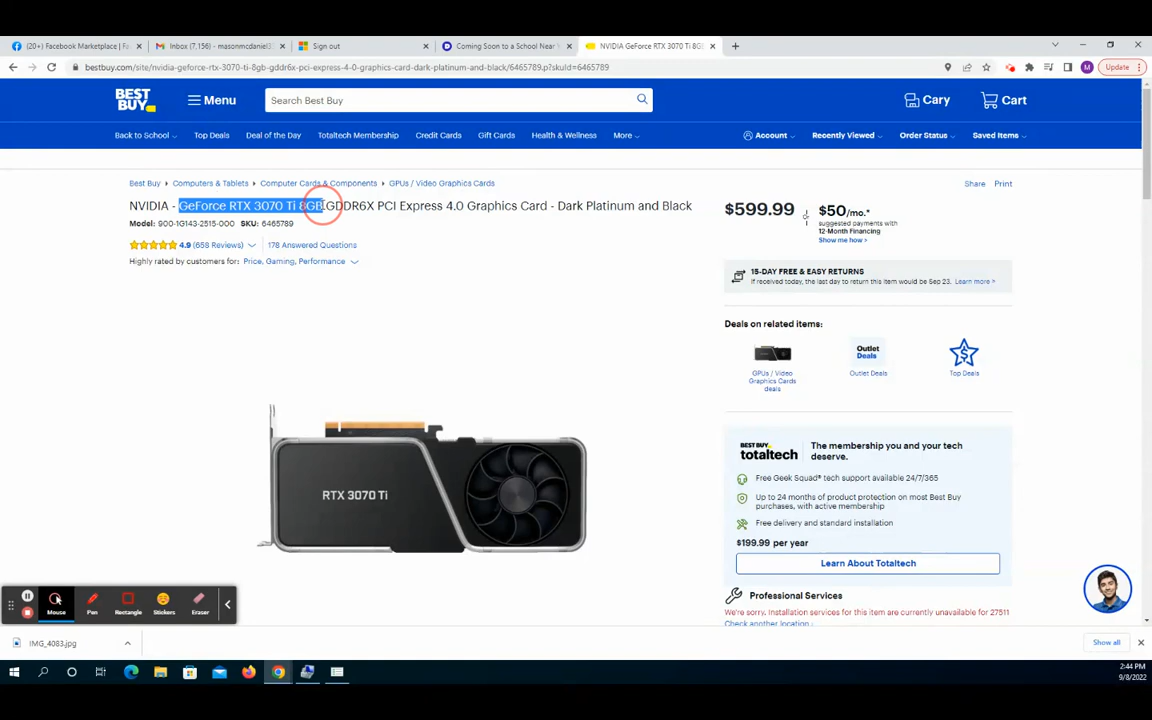 (20+) Facebook Marketplace | Fa
Inbox (7,156) - masonmcdaniel3
Sign out
Coming Soon to a School Near Y
NVIDIA GeForce RTX 3070 Ti 8G
bestbuy.com/site/nvidia-geforce-rtx-3070-ti-8gb-gddr6x-pci-express-4-0-graphics-card-dark-platinum-and-black/6465789.p?skuId=6465789
M
Update
BEST BUY
Menu
Search Best Buy
Cary
Cart
Back to School
Top Deals
Deal of the Day
Totaltech Membership
Credit Cards
Gift Cards
Health & Wellness
More
Account
Recently Viewed
Order Status
Saved Items
Best Buy
Computers & Tablets
Computer Cards & Components
GPUs / Video Graphics Cards
Share
Print
NVIDIA - GeForce RTX 3070 Ti 8GB GDDR6X PCI Express 4.0 Graphics Card - Dark Platinum and Black
Model: 900-1G143-2515-000 SKU: 6465789
4.9 (658 Reviews)
178 Answered Questions
Highly rated by customers for: Price, Gaming, Performance
$599.99
$50/mo.*
suggested payments with
12-Month Financing
Show me how >
15-DAY FREE & EASY RETURNS
If received today, the last day to return this item would be Sep 23. Learn more >
Deals on related items:
GPUs / Video
Graphics Cards
deals
Outlet
Deals
Outlet Deals
Top Deals
RTX 3070 Ti
BEST BUY
totaltech
The membership you and your tech
deserve.
Free Geek Squad® tech support available 24/7/365
Up to 24 months of product protection on most Best Buy
purchases, with active membership
Free delivery and standard installation
$199.99 per year
Learn About Totaltech
Professional Services
We're sorry. Installation services for this item are currently unavailable for 27511
Check another location
Mouse
Pen
Rectangle
Stickers
Eraser
IMG_4083.jpg
Show all
2:44 PM
9/8/2022